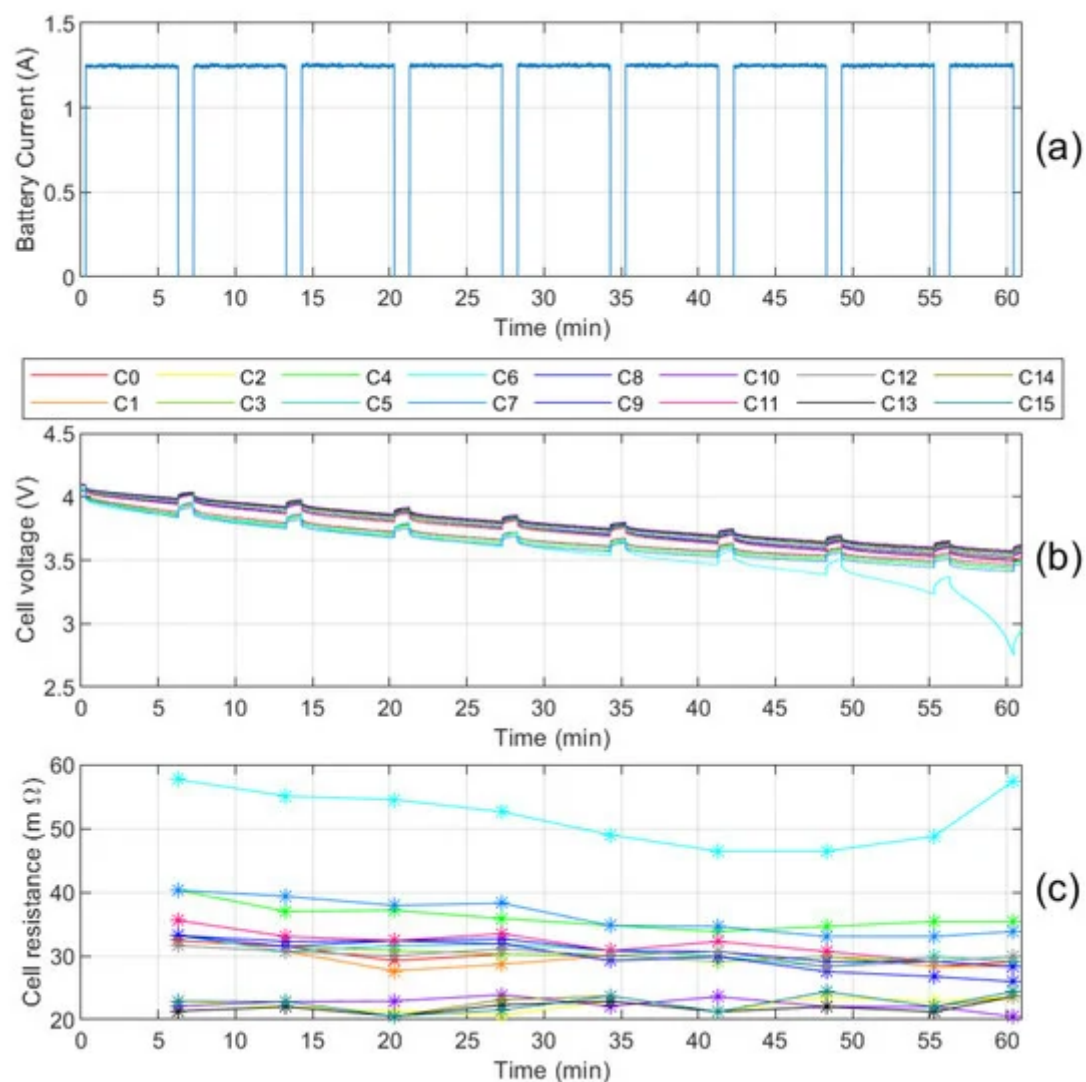 1.5
1
0.5
0
Battery Current (A)
(a)
0 5 10 15 20 25 30 35 40 45 50 55 60
Time (min)
C0 C2 C4 C6 C8 C10 C12 C14
C1 C3 C5 C7 C9 C11 C13 C15
4.5
4
3.5
3
2.5
Cell voltage (V)
(b)
0 5 10 15 20 25 30 35 40 45 50 55 60
Time (min)
60
50
40
30
20
Cell resistance (m Ω)
(c)
0 5 10 15 20 25 30 35 40 45 50 55 60
Time (min)